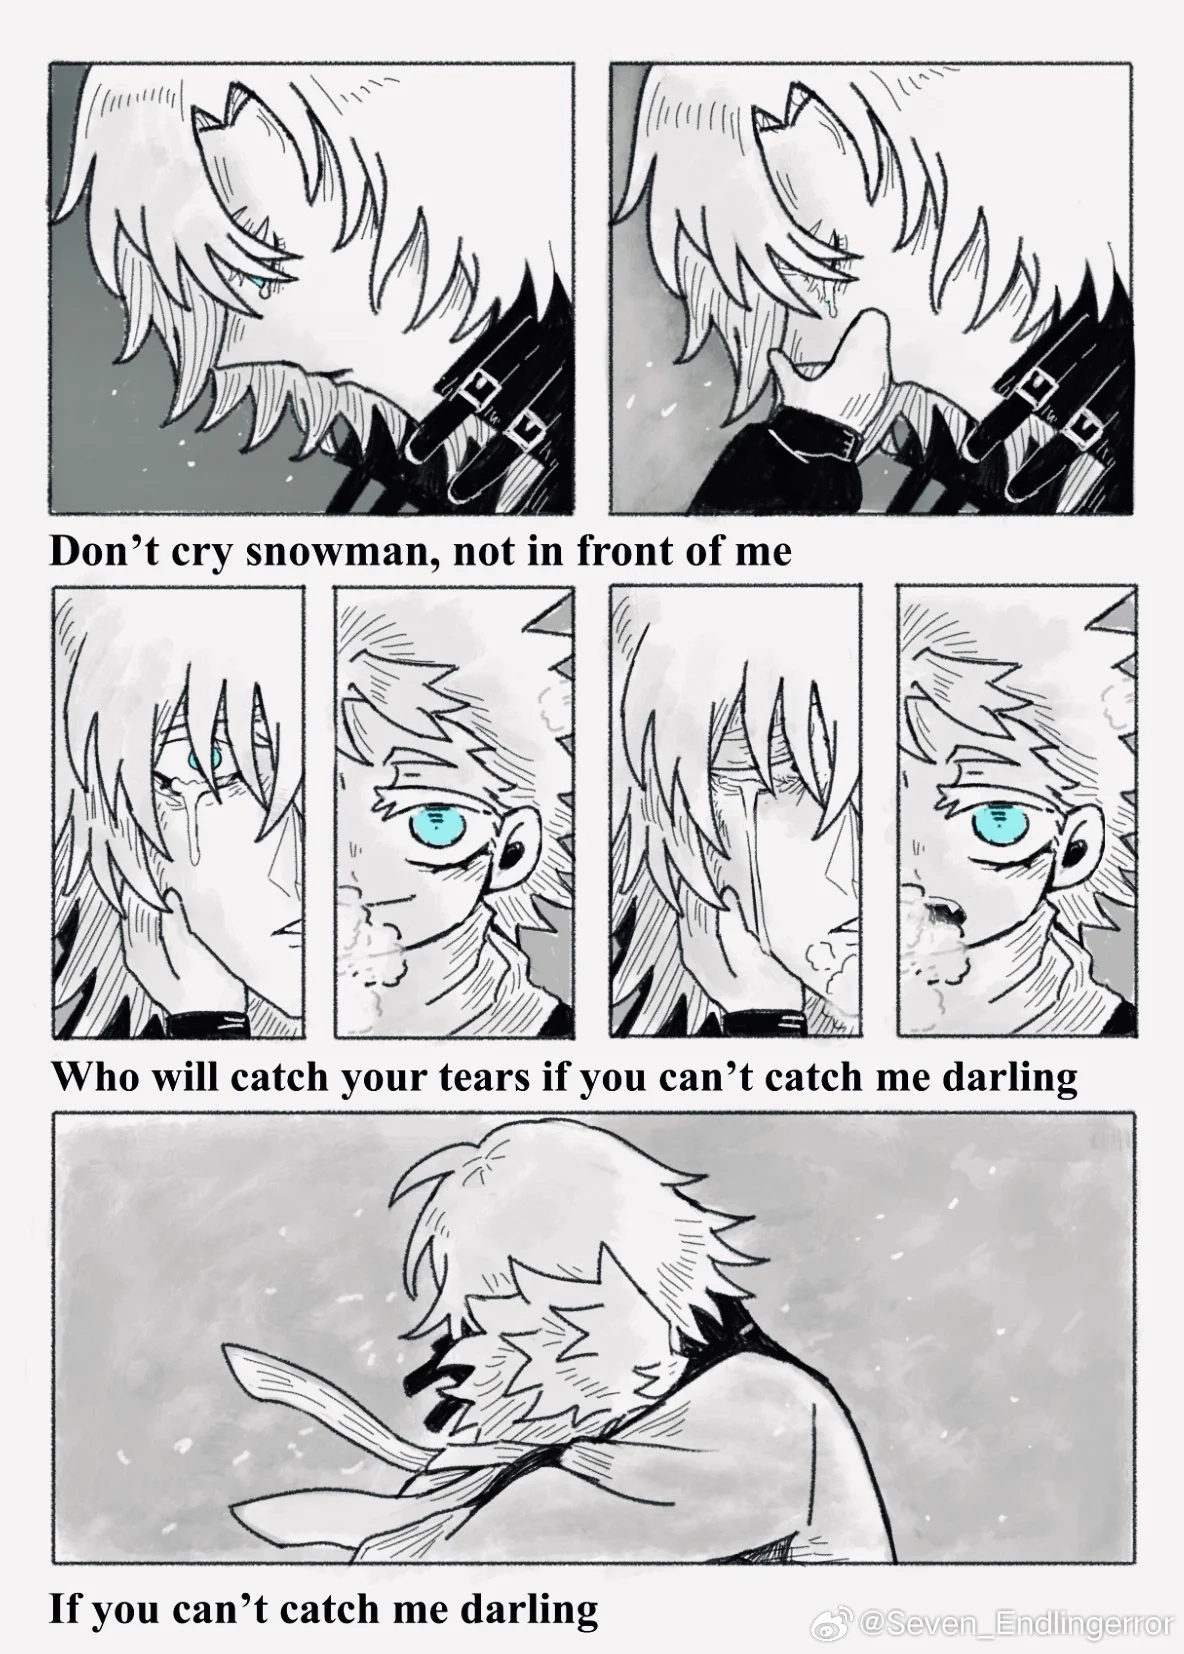 Don’t cry snowman, not in front of me
Who will catch your tears if you can’t catch me darling
If you can’t catch me darling
@Seven_Endlingerror